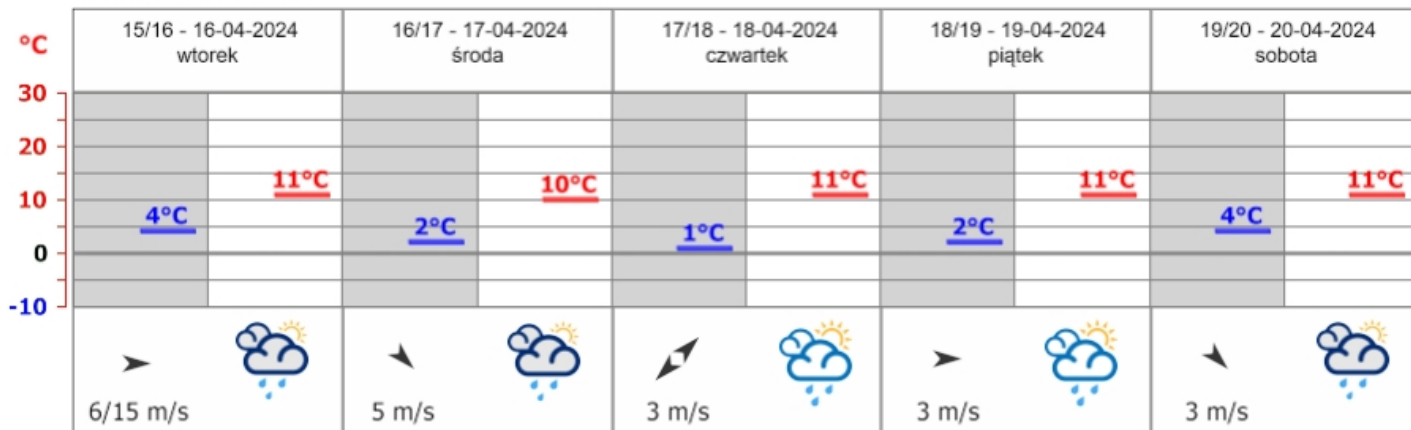 °C
15/16 - 16-04-2024
wtorek
16/17 - 17-04-2024
środa
17/18 - 18-04-2024
czwartek
18/19 - 19-04-2024
piątek
19/20 - 20-04-2024
sobota
30
20
10
0
-10
4°C
11°C
2°C
10°C
1°C
11°C
2°C
11°C
4°C
11°C
6/15 m/s
5 m/s
3 m/s
3 m/s
3 m/s